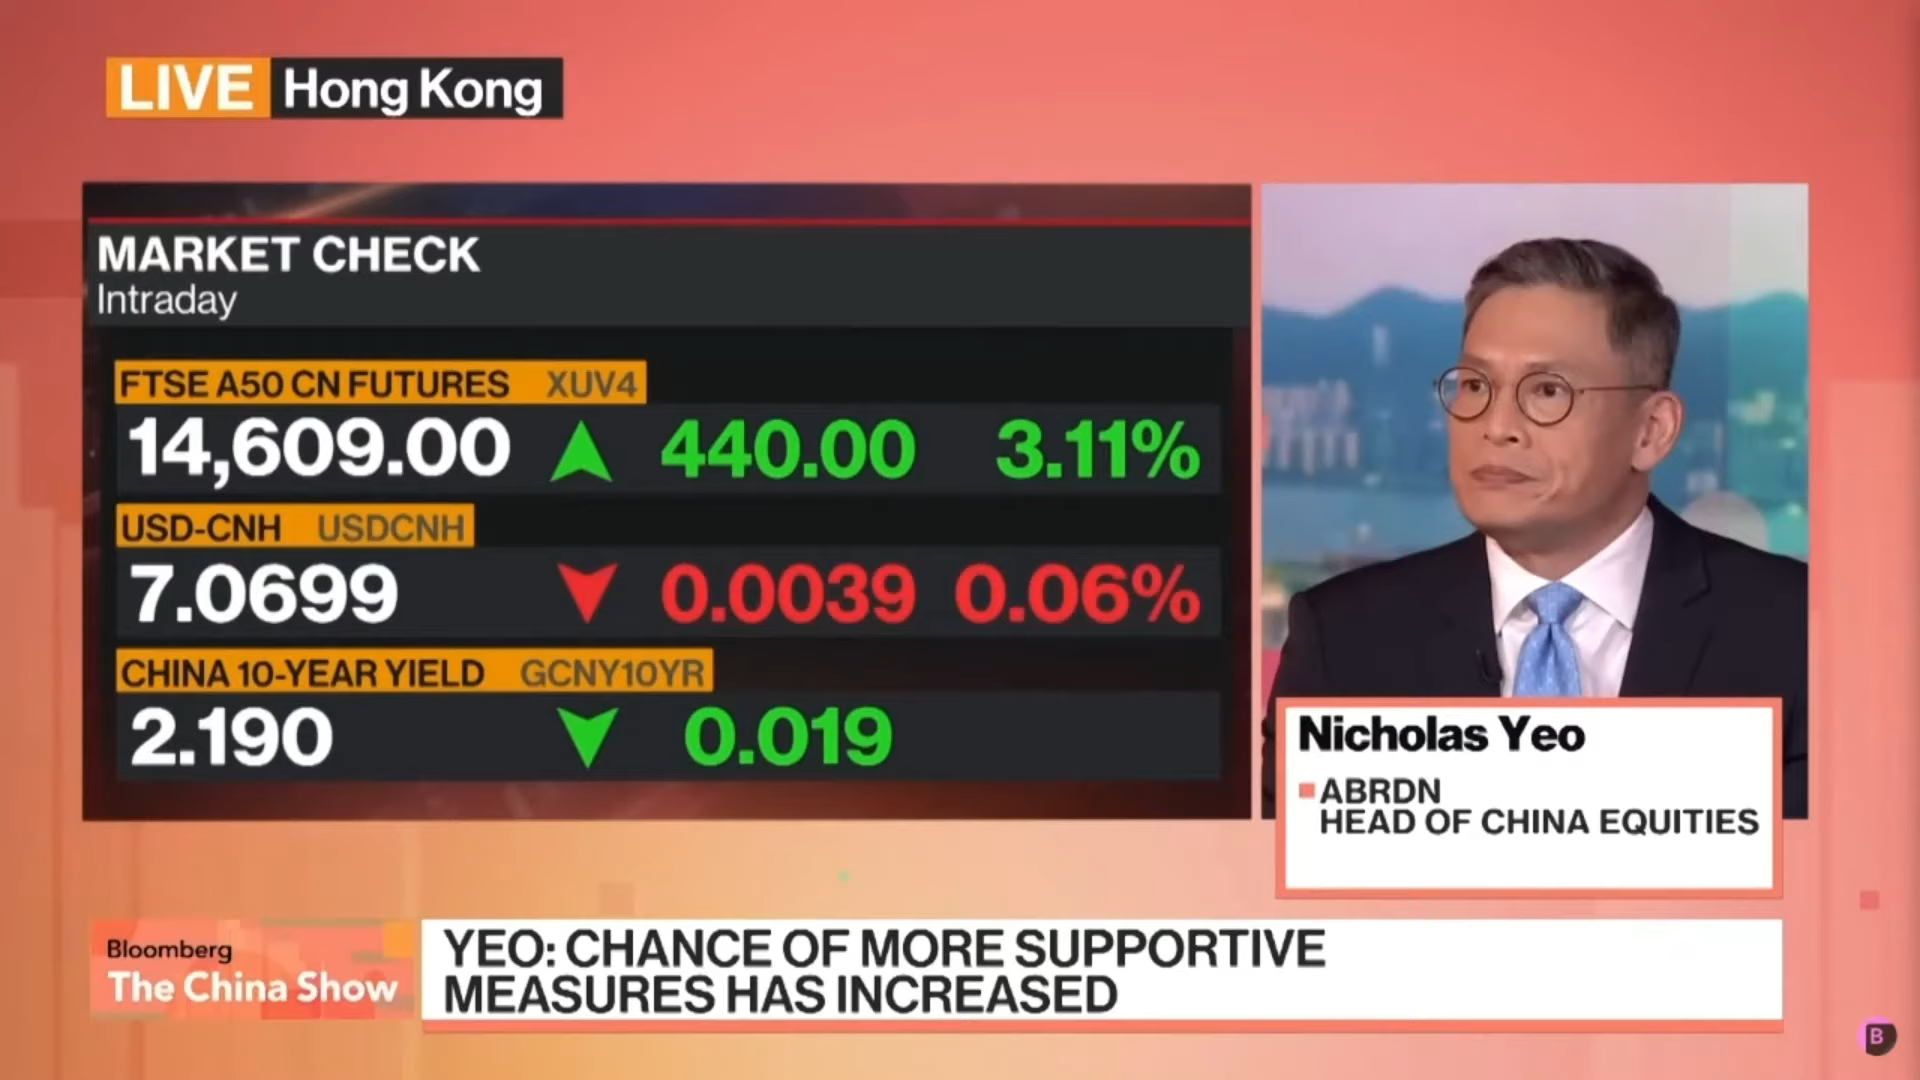 LIVE Hong Kong
MARKET CHECK
Intraday
FTSE A50 CN FUTURES XUV4
14,609.00 ▲ 440.00 3.11%
USD-CNH USDCNH
7.0699 ▼ 0.0039 0.06%
CHINA 10-YEAR YIELD GCNY10YR
2.190 ▼ 0.019
Nicholas Yeo
ABRDN
HEAD OF CHINA EQUITIES
Bloomberg
The China Show
YEO: CHANCE OF MORE SUPPORTIVE
MEASURES HAS INCREASED
B